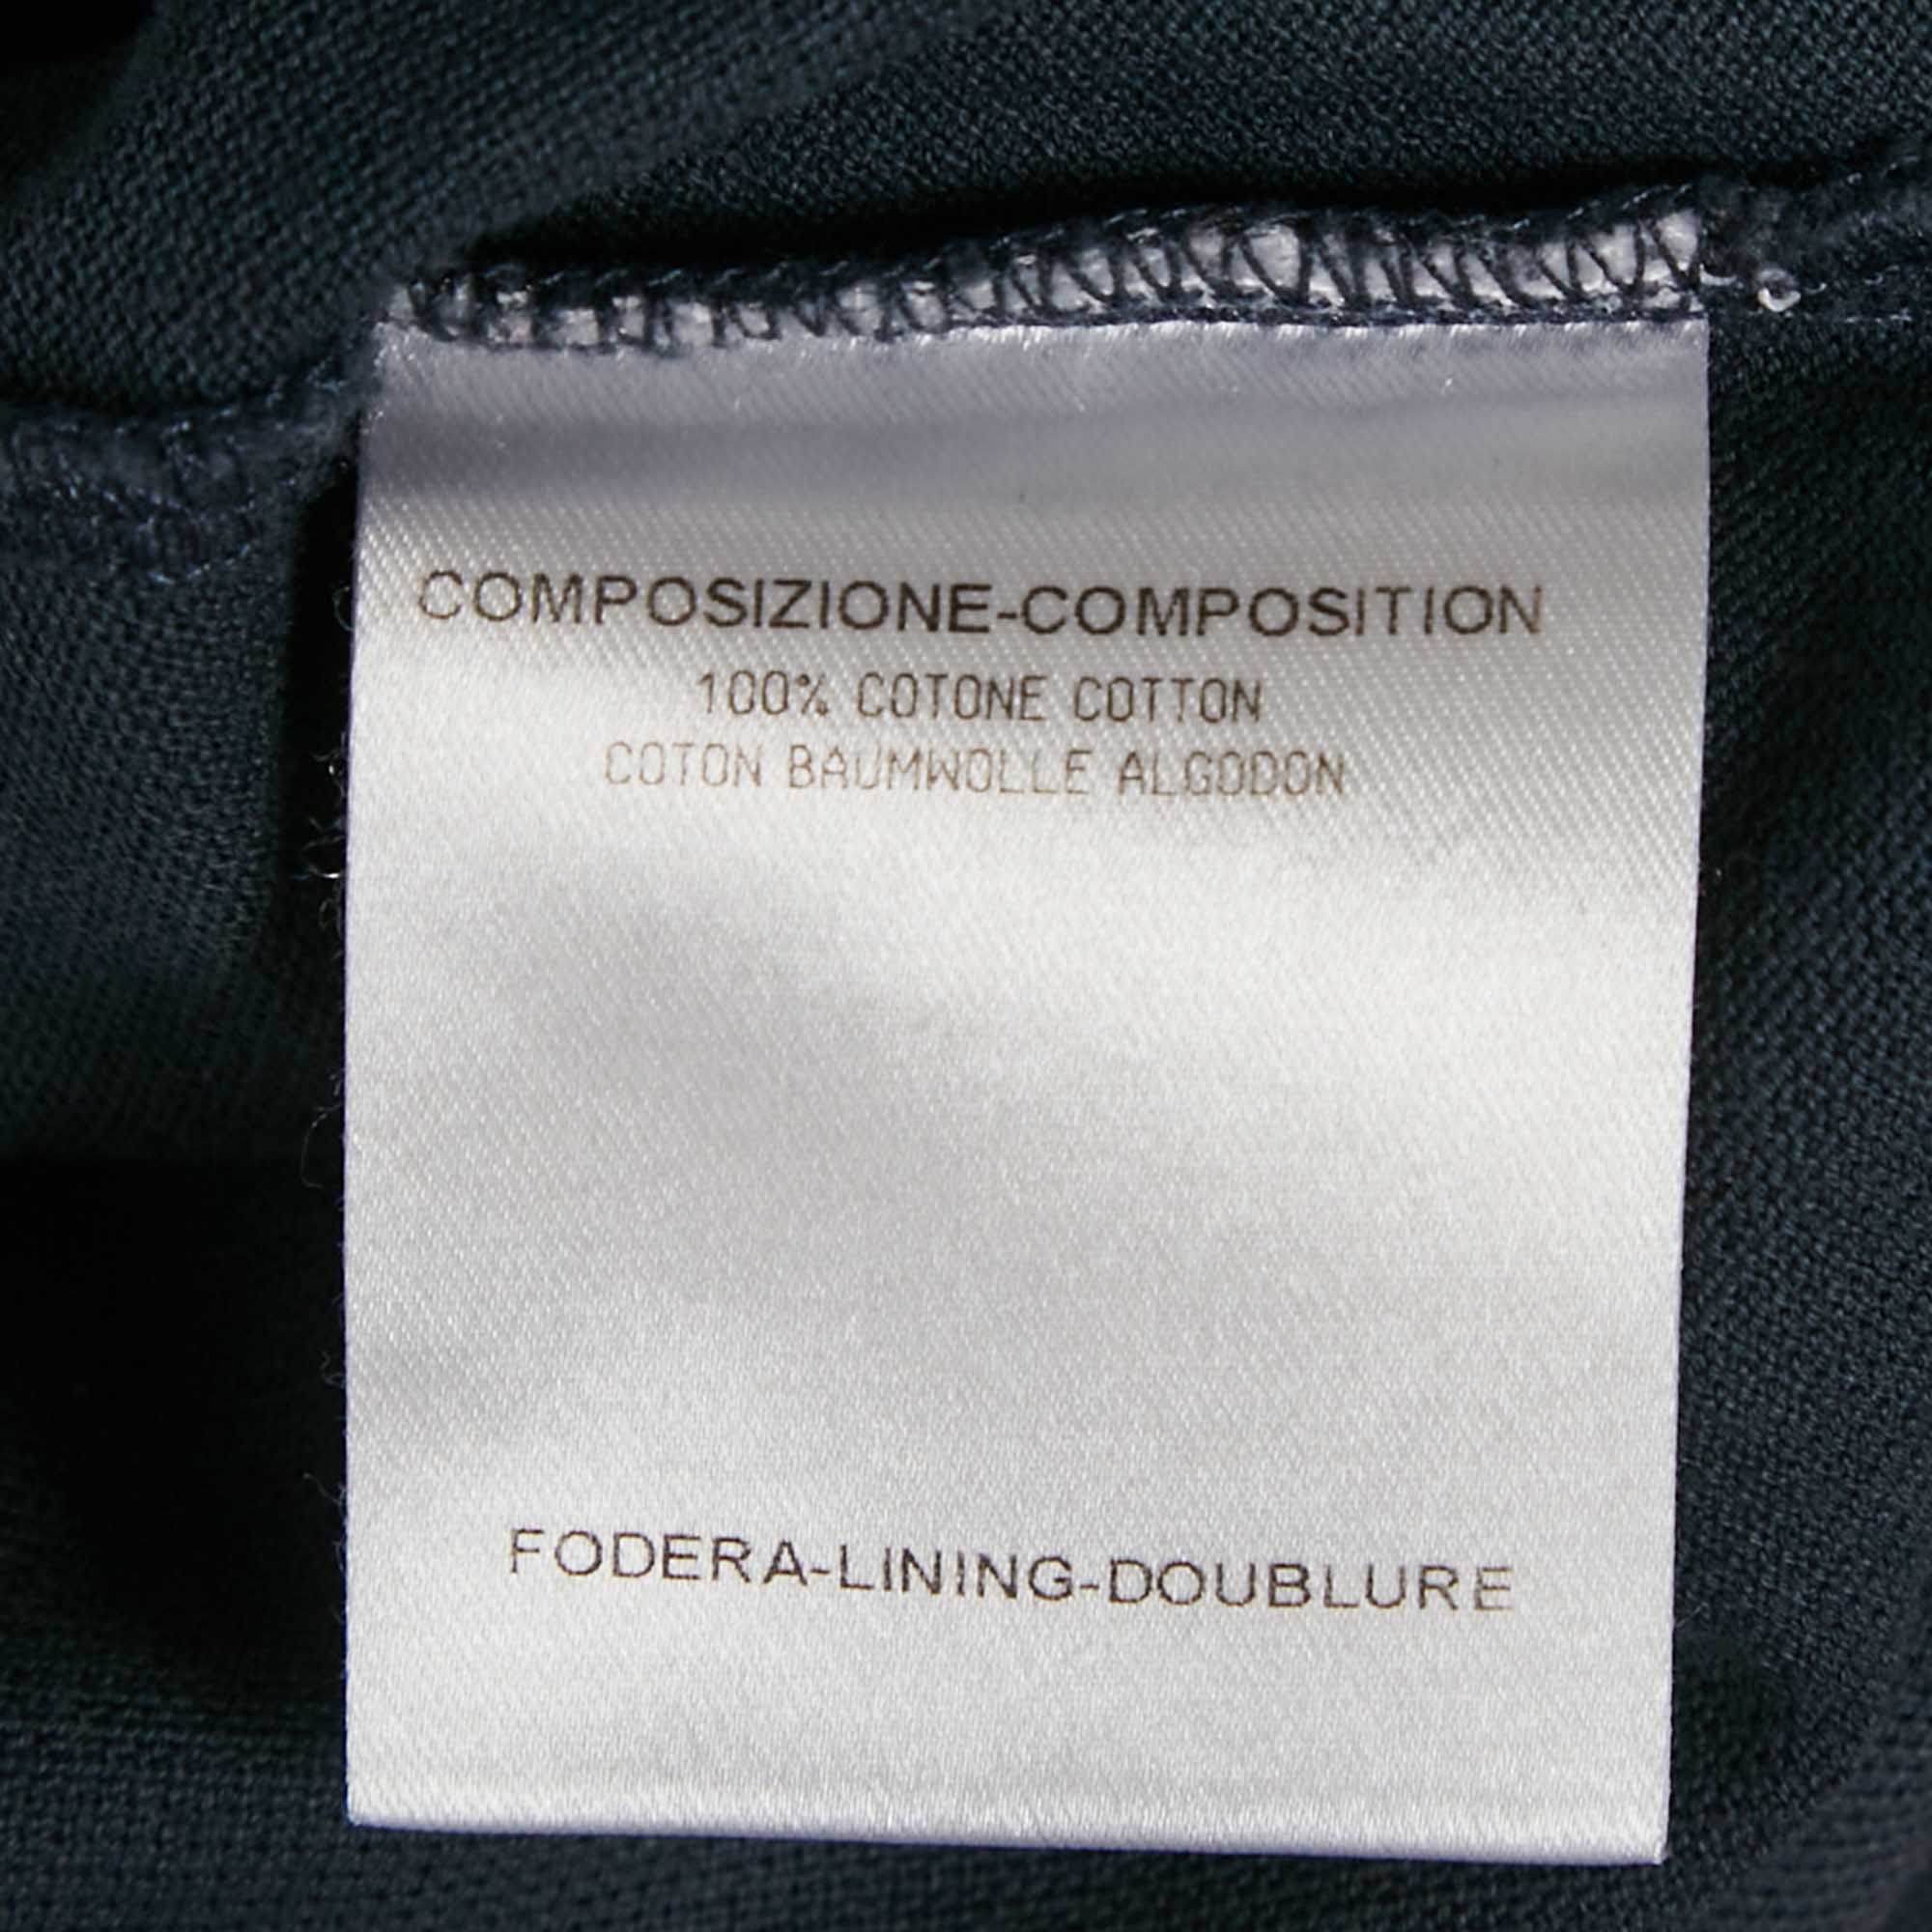 COMPOSIZIONE-COMPOSITION
100% COTONE COTTON
COTON BAUMWOLLE ALGODON
FODERA-LINING-DOUBLURE